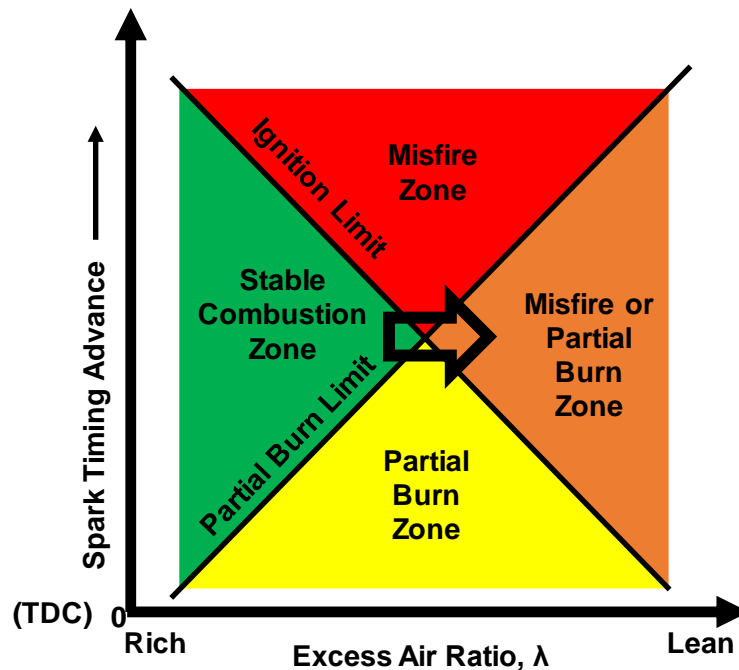 Spark Timing Advance
Ignition Limit
Misfire
Zone
Stable
Combustion
Zone
Misfire or
Partial
Burn
Zone
Partial Burn Limit
Partial
Burn
Zone
(TDC) 0
Rich
Excess Air Ratio, λ
Lean